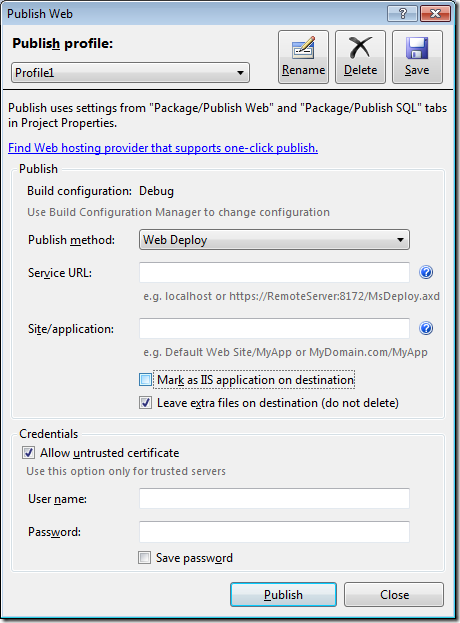 Publish Web
Publish profile:
Profile1
Rename
Delete
Save
Publish uses settings from "Package/Publish Web" and "Package/Publish SQL" tabs
in Project Properties.
Find Web hosting provider that supports one-click publish.
Publish
Build configuration: Debug
Use Build Configuration Manager to change configuration
Publish method: Web Deploy
Service URL:
e.g. localhost or https://RemoteServer:8172/MsDeploy.axd
Site/application:
e.g. Default Web Site/MyApp or MyDomain.com/MyApp
Mark as IIS application on destination
Leave extra files on destination (do not delete)
Credentials
Allow untrusted certificate
Use this option only for trusted servers
User name:
Password:
Save password
Publish
Close